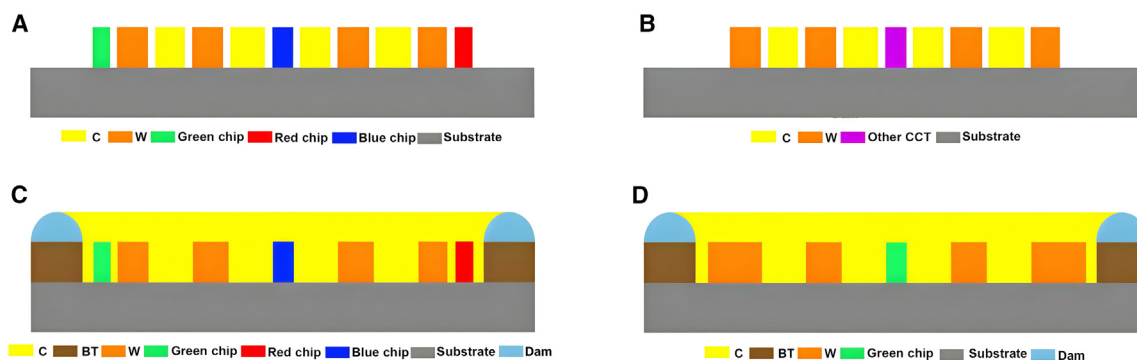 A
B
C W Green chip Red chip Blue chip Substrate
C W Other CCT Substrate
C
D
C BT W Green chip Red chip Blue chip Substrate Dam
C BT W Green chip Substrate Dam